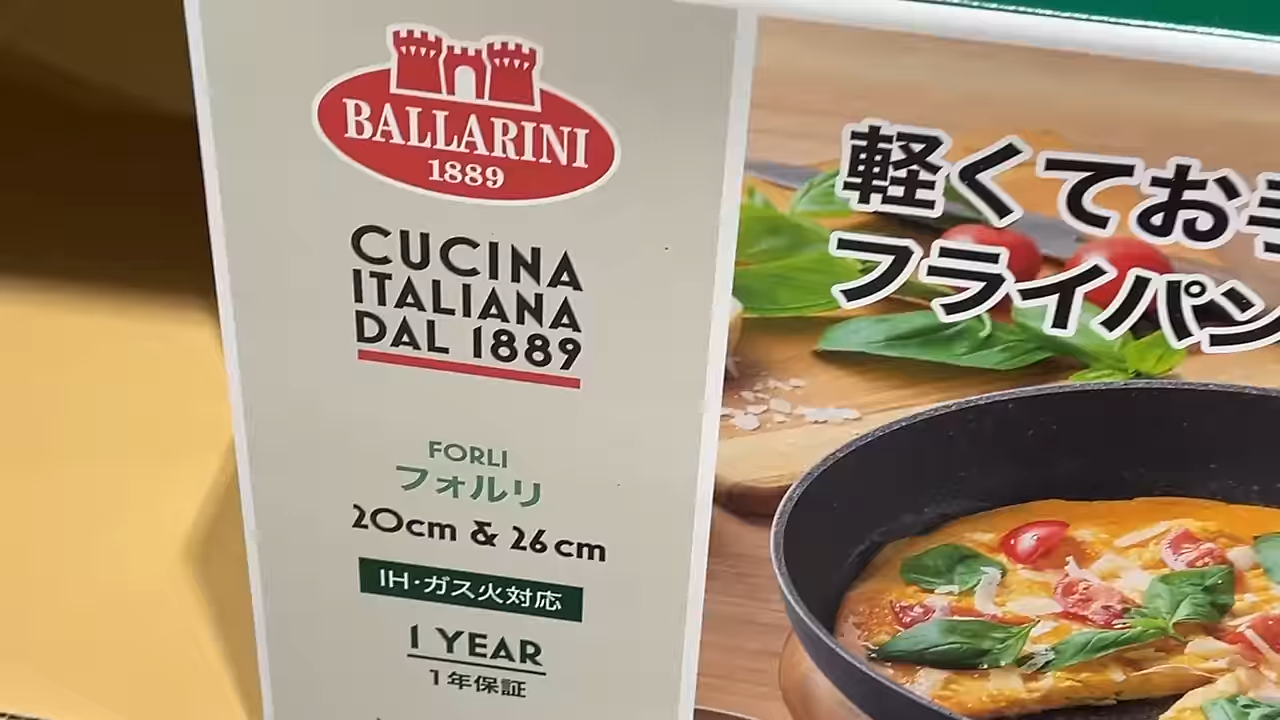 BALLARINI
1889
CUCINA
ITALIANA
DAL 1889
FORLI
フォルリ
20cm & 26cm
IH・ガス火対応
1 YEAR
1年保証
軽くてお手
フライパン